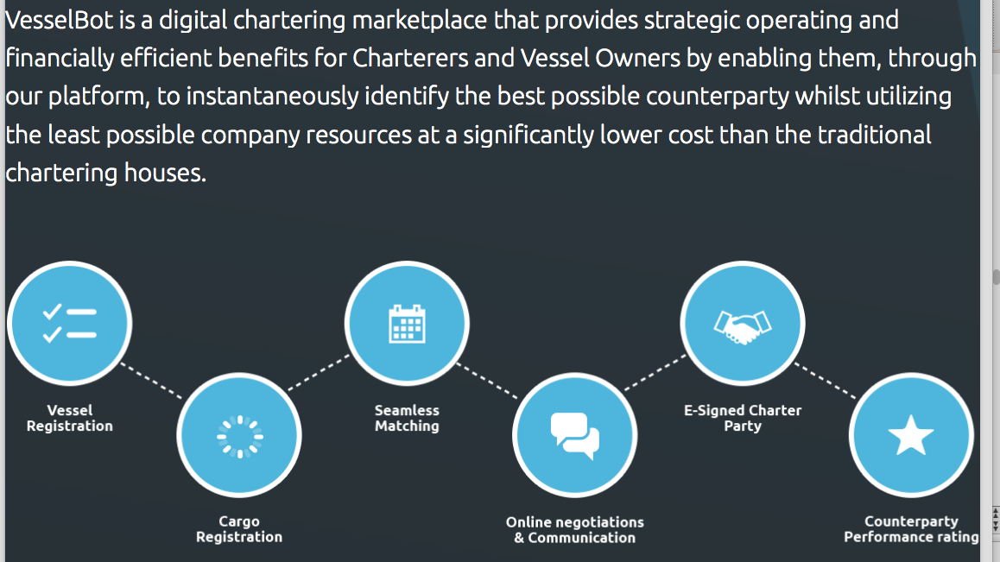 VesselBot is a digital chartering marketplace that provides strategic operating and
financially efficient benefits for Charterers and Vessel Owners by enabling them, through
our platform, to instantaneously identify the best possible counterparty whilst utilizing
the least possible company resources at a significantly lower cost than the traditional
chartering houses.
Vessel
Registration
Cargo
Registration
Seamless
Matching
Online negotiations
& Communication
E-Signed Charter
Party
Counterparty
Performance rating